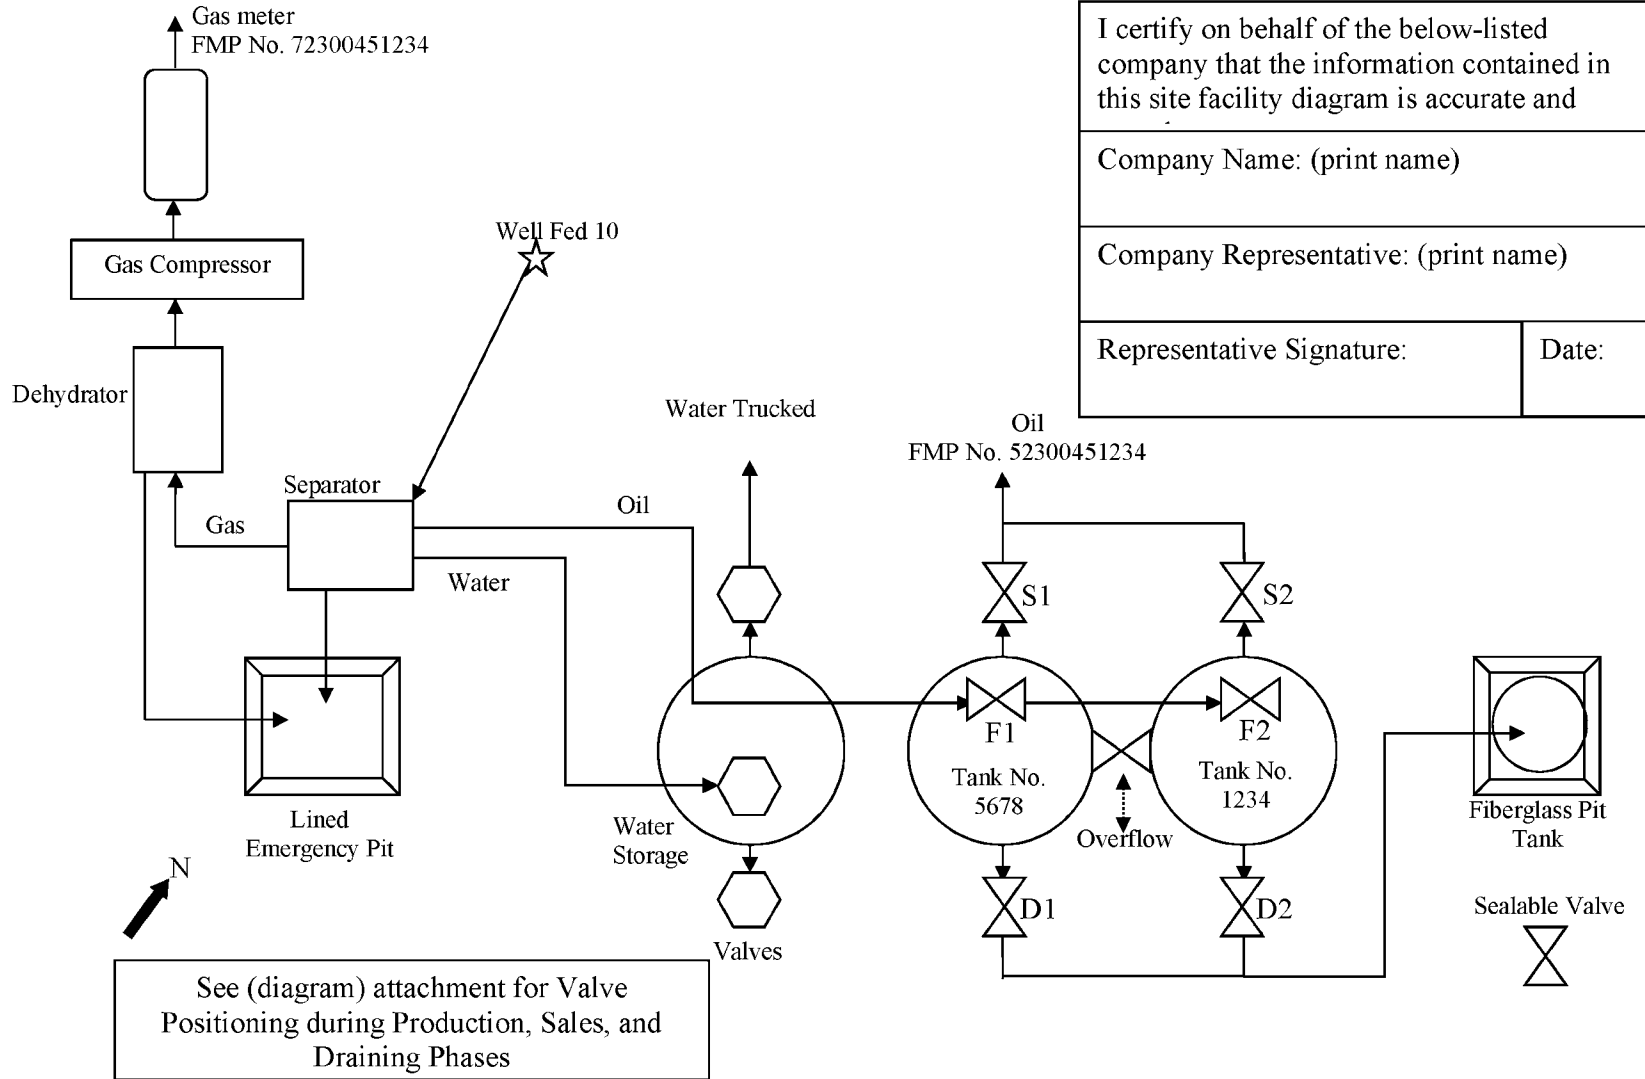 Gas meter
FMP No. 72300451234
I certify on behalf of the below-listed
company that the information contained in
this site facility diagram is accurate and
Company Name: (print name)
Company Representative: (print name)
Representative Signature:
Date:
Well Fed 10
Gas Compressor
Dehydrator
Water Trucked
Oil
FMP No. 52300451234
Separator
Oil
Gas
Water
S1
S2
F1
F2
Tank No.
5678
Tank No.
1234
Overflow
Water
Storage
Lined
Emergency Pit
Fiberglass Pit
Tank
N
D1
D2
Valves
Sealable Valve
See (diagram) attachment for Valve
Positioning during Production, Sales, and
Draining Phases